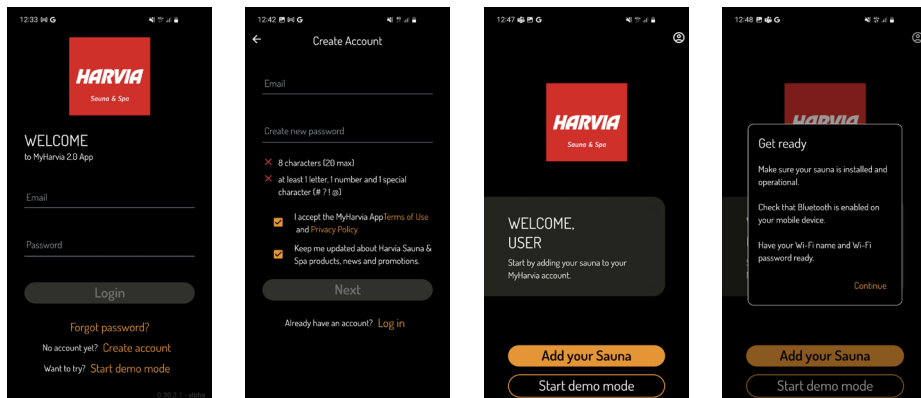 12:33
G
HARVIA
Sauna & Spa
WELCOME
to MyHarvia 2.0 App
Email
Password
Login
Forgot password?
No account yet? Create account
Want to try? Start demo mode
0.30.2.1 - alpha
12:42
G
Create Account
Email
Create new password
8 characters (20 max)
at least 1 letter, 1 number and 1 special
character (# ? ! @)
I accept the MyHarvia AppTerms of Use
and Privacy Policy.
Keep me updated about Harvia Sauna &
Spa products, news and promotions.
Next
Already have an account? Log in
12:47
G
HARVIA
Sauna & Spa
WELCOME,
USER
Start by adding your sauna to your
MyHarvia account.
Add your Sauna
Start demo mode
12:48
G
HARVIA
Get ready
Make sure your sauna is installed and
operational.
Check that Bluetooth is enabled on
your mobile device.
Have your Wi-Fi name and Wi-Fi
password ready.
Continue
Add your Sauna
Start demo mode